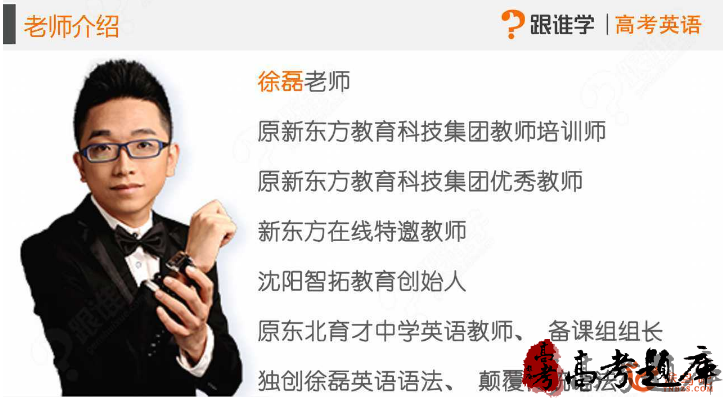 老师介绍
跟谁学 | 高考英语
徐磊老师
原新东方教育科技集团教师培训师
原新东方教育科技集团优秀教师
新东方在线特邀教师
沈阳智拓教育创始人
原东北育才中学英语教师、 备课组组长
独创徐磊英语语法、 颠覆
高考 高考题库